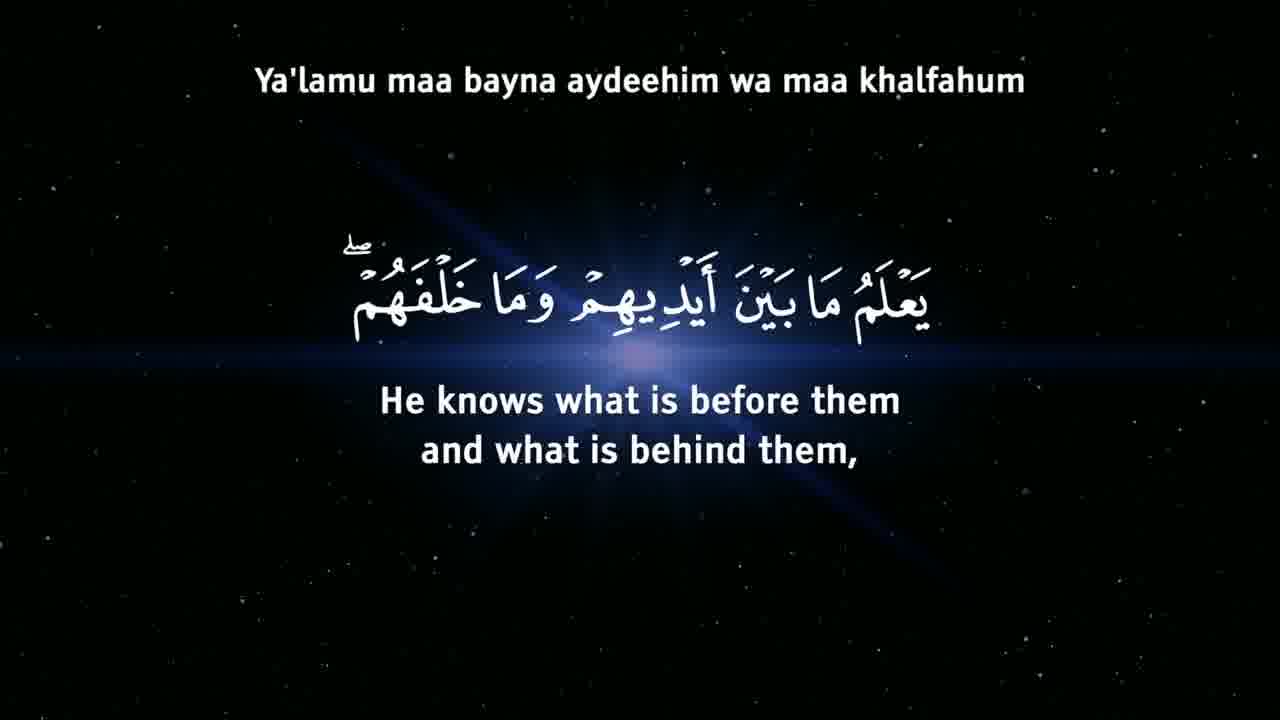 Ya'lamu maa bayna aydeehim wa maa khalfahum
يَعْلَمُ مَا بَيْنَ أَيْدِيهِمْ وَمَا خَلْفَهُمْ ۖ
He knows what is before them
and what is behind them,